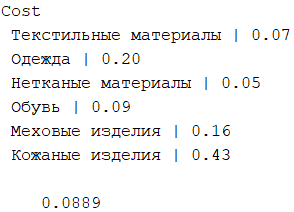 Cost
Текстильные материалы | 0.07
Одежда | 0.20
Нетканые материалы | 0.05
Обувь | 0.09
Меховые изделия | 0.16
Кожаные изделия | 0.43
0.0889